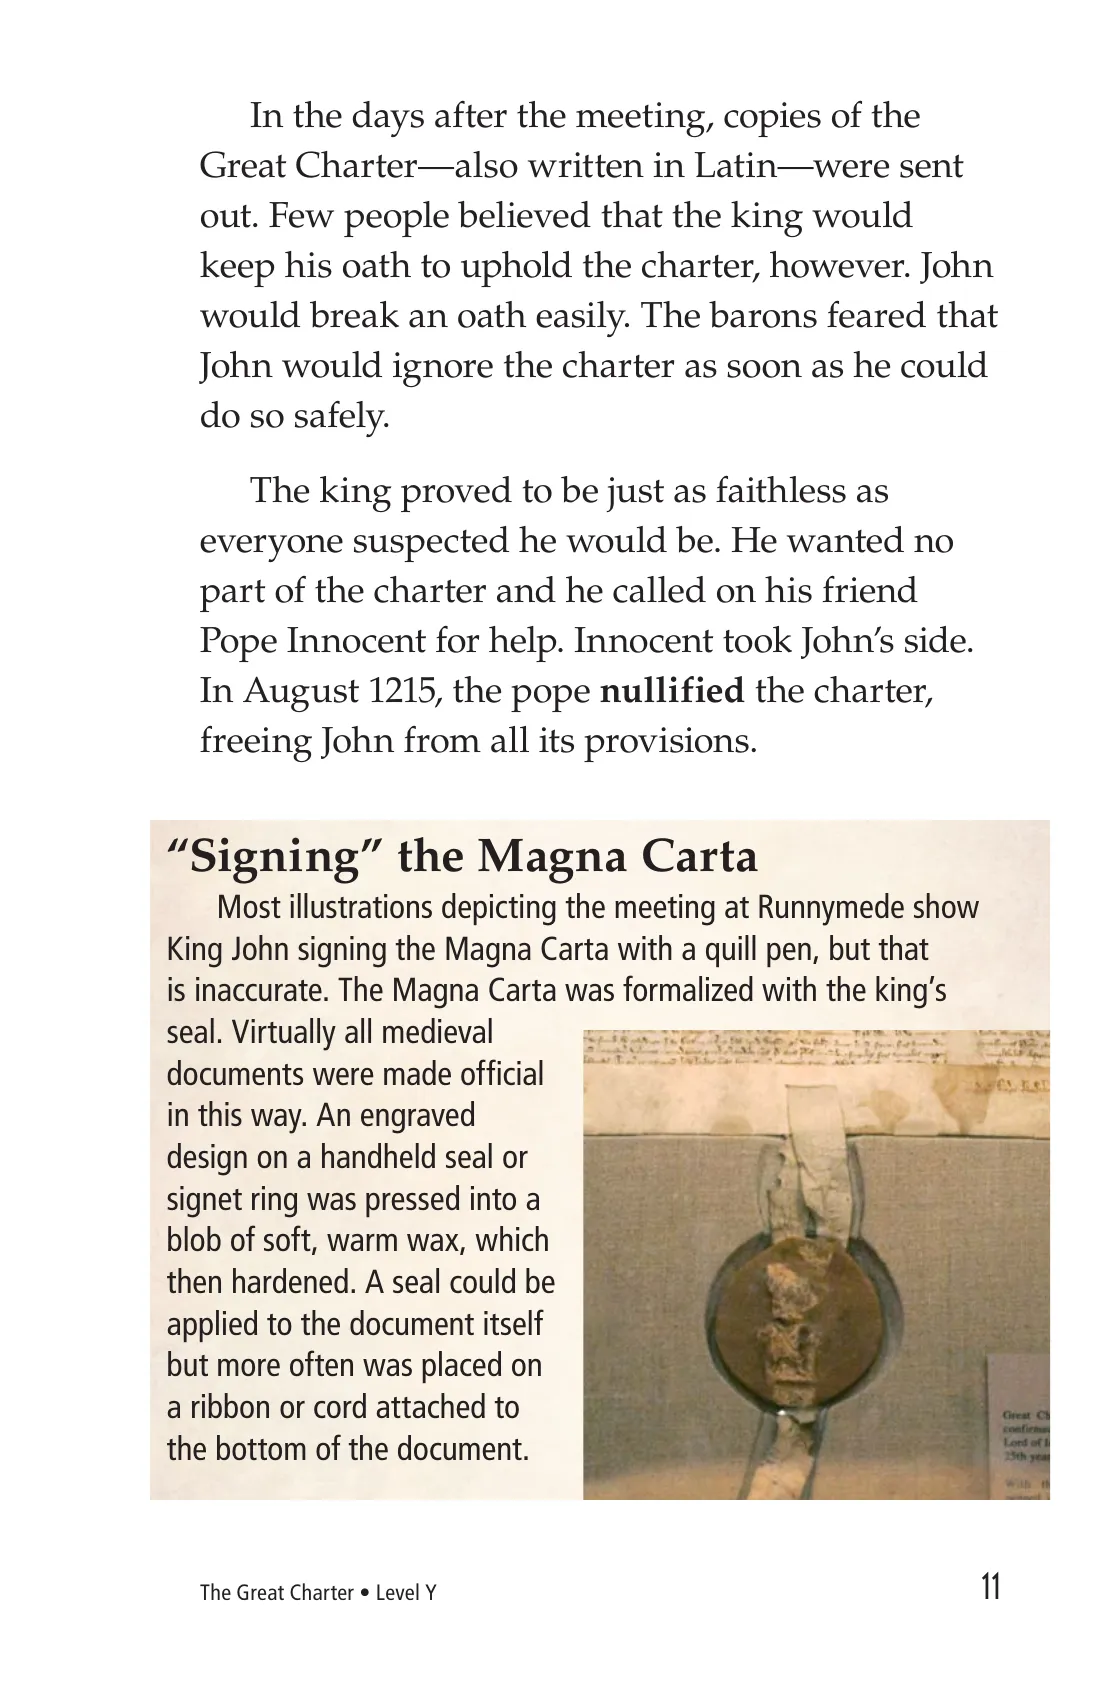 In the days after the meeting, copies of the
Great Charter—also written in Latin—were sent
out. Few people believed that the king would
keep his oath to uphold the charter, however. John
would break an oath easily. The barons feared that
John would ignore the charter as soon as he could
do so safely.
The king proved to be just as faithless as
everyone suspected he would be. He wanted no
part of the charter and he called on his friend
Pope Innocent for help. Innocent took John’s side.
In August 1215, the pope nullified the charter,
freeing John from all its provisions.
“Signing” the Magna Carta
Most illustrations depicting the meeting at Runnymede show
King John signing the Magna Carta with a quill pen, but that
is inaccurate. The Magna Carta was formalized with the king’s
seal. Virtually all medieval
documents were made official
in this way. An engraved
design on a handheld seal or
signet ring was pressed into a
blob of soft, warm wax, which
then hardened. A seal could be
applied to the document itself
but more often was placed on
a ribbon or cord attached to
the bottom of the document.
Great
Lord of
25th year
The Great Charter • Level Y
11